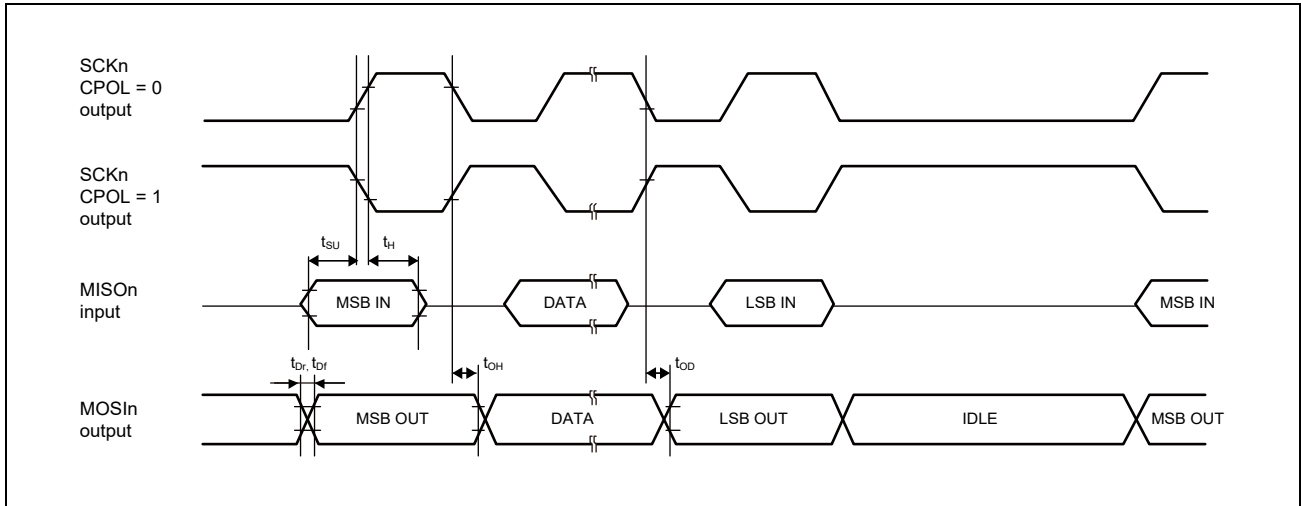 SCKn
CPOL = 0
output
SCKn
CPOL = 1
output
tSU
tH
MISOn
input
MSB IN
DATA
LSB IN
MSB IN
tDr, tDf
tOH
tOD
MOSIn
output
MSB OUT
DATA
LSB OUT
IDLE
MSB OUT